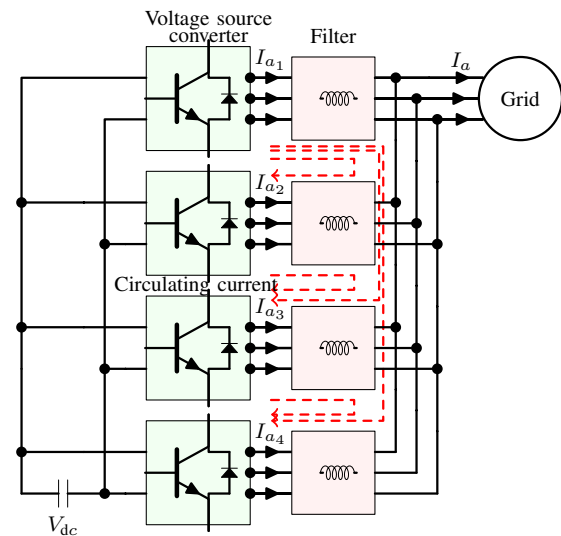 Voltage source
converter
Filter
I_{a_1}
I_a
Grid
I_{a_2}
Circulating current
I_{a_3}
I_{a_4}
V_{dc}